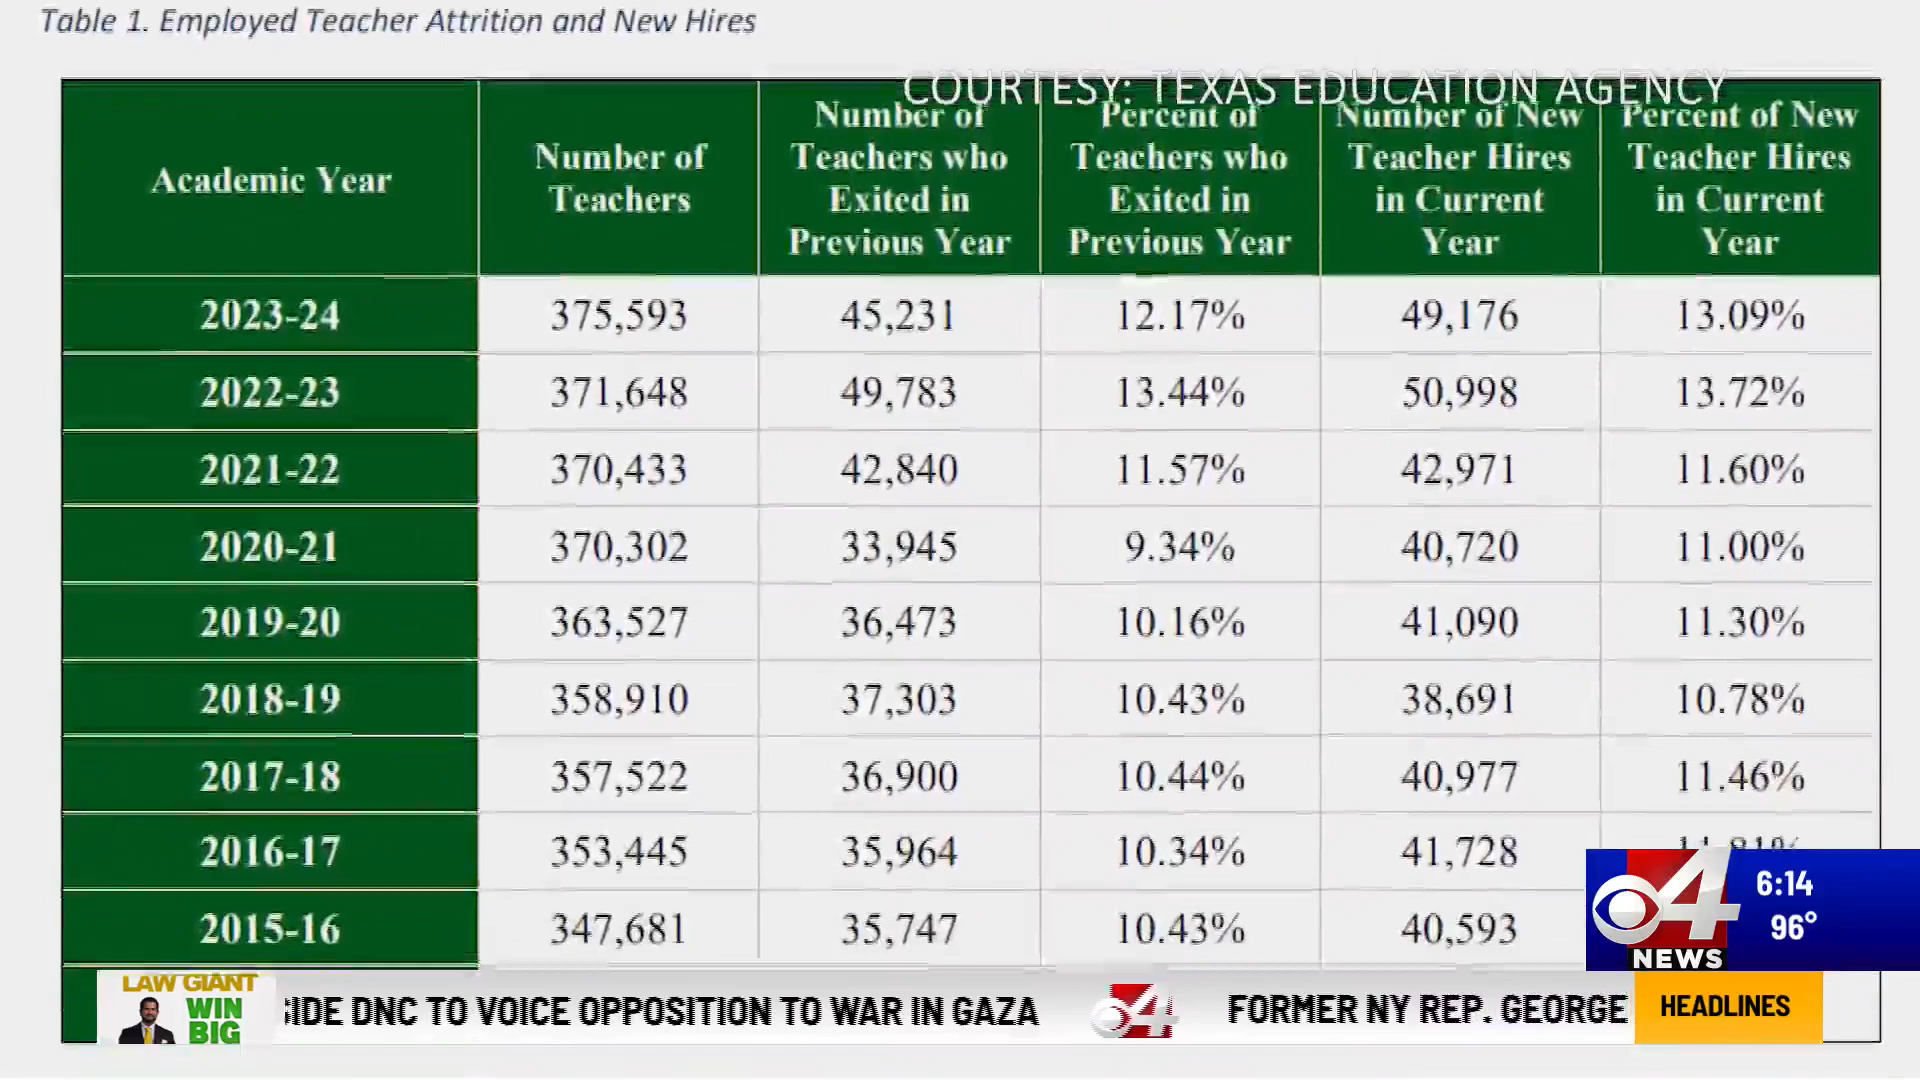 Table 1. Employed Teacher Attrition and New Hires
COURTESY: TEXAS EDUCATION AGENCY
Academic Year
Number of
Teachers
Number of
Teachers who
Exited in
Previous Year
Percent of
Teachers who
Exited in
Previous Year
Number of New
Teacher Hires
in Current
Year
Percent of New
Teacher Hires
in Current
Year
2023-24 375,593 45,231 12.17% 49,176 13.09%
2022-23 371,648 49,783 13.44% 50,998 13.72%
2021-22 370,433 42,840 11.57% 42,971 11.60%
2020-21 370,302 33,945 9.34% 40,720 11.00%
2019-20 363,527 36,473 10.16% 41,090 11.30%
2018-19 358,910 37,303 10.43% 38,691 10.78%
2017-18 357,522 36,900 10.44% 40,977 11.46%
2016-17 353,445 35,964 10.34% 41,728
2015-16 347,681 35,747 10.43% 40,593
4
NEWS
6:14
96°
LAW GIANT
WIN
BIG
SIDE DNC TO VOICE OPPOSITION TO WAR IN GAZA
4
FORMER NY REP. GEORGE
HEADLINES